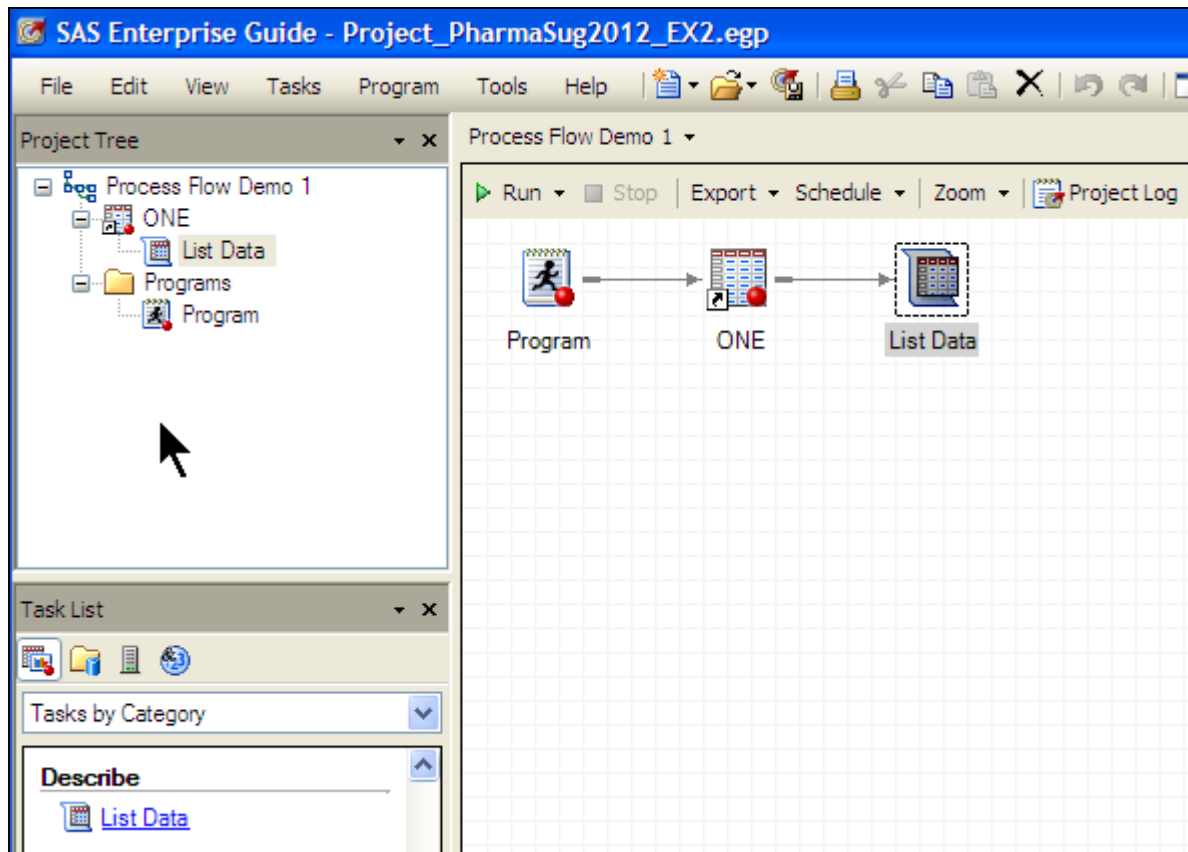 SAS Enterprise Guide - Project_PharmaSug2012_EX2.egp
File Edit View Tasks Program Tools Help
Project Tree
Process Flow Demo 1
ONE
List Data
Programs
Program
Process Flow Demo 1
Run Stop Export Schedule Zoom Project Log
Program ONE List Data
Task List
Tasks by Category
Describe
List Data